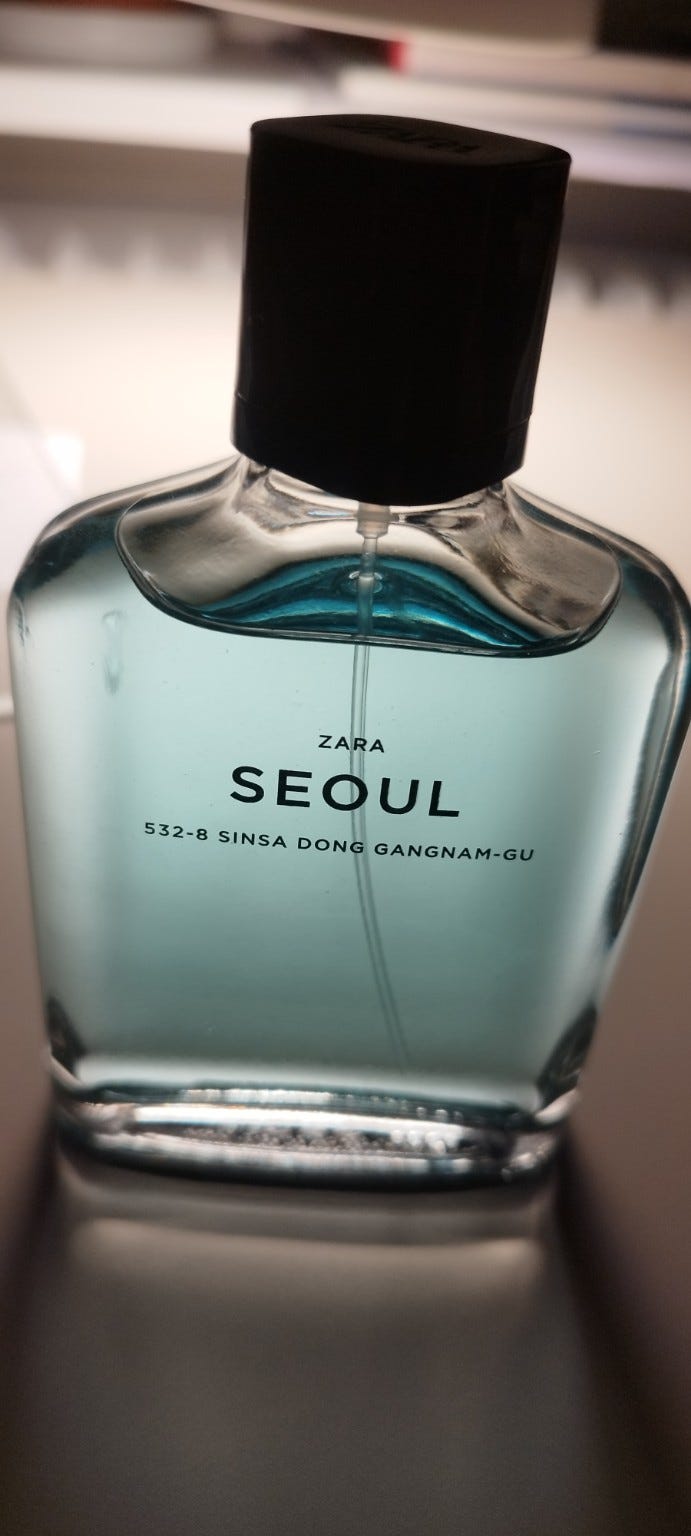 ZARA
SEOUL
532-8 SINSA DONG GANGNAM-GU